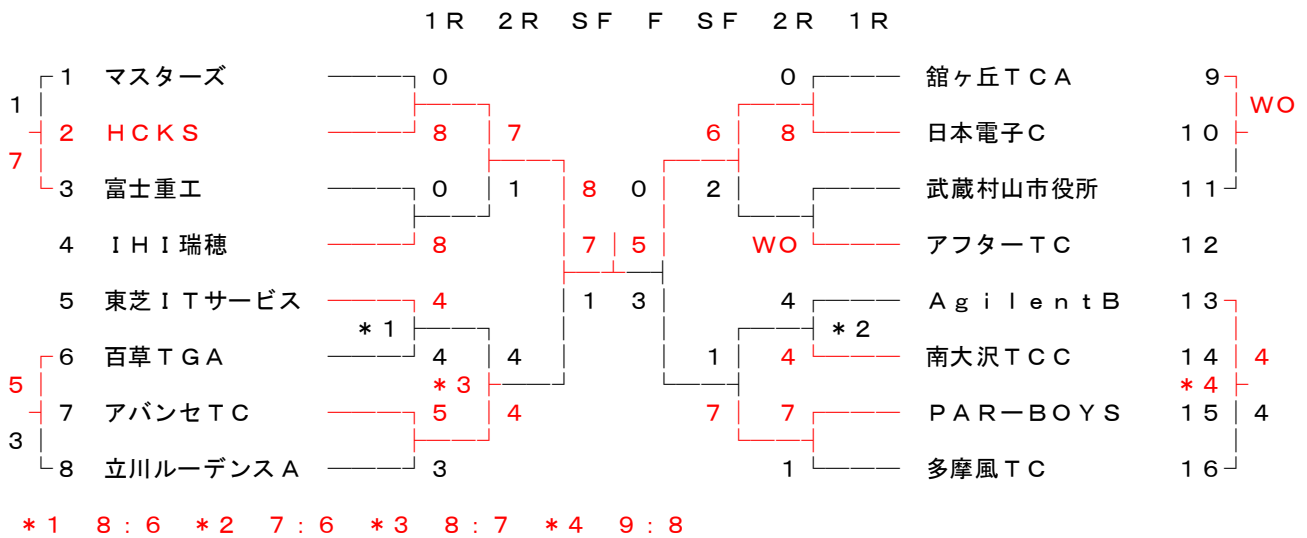 1R 2R SF F SF 2R 1R
1 マスターズ 0 0 舘ヶ丘TCA 9
1 WO
2 HCKS 8 7 6 8 日本電子C 10
7
3 富士重工 0 1 8 0 2 武蔵村山市役所 11
4 IHI瑞穂 8 7 5 WO アフターTC 12
5 東芝ITサービス 4 1 3 4 AgilentB 13
*1 *2
6 百草TGA 4 4 1 4 南大沢TCC 14 4
5 *3 *4
7 アバンセTC 5 4 7 7 PARーBOYS 15 4
3
8 立川ルーデンスA 3 1 多摩風TC 16
*1 8:6 *2 7:6 *3 8:7 *4 9:8